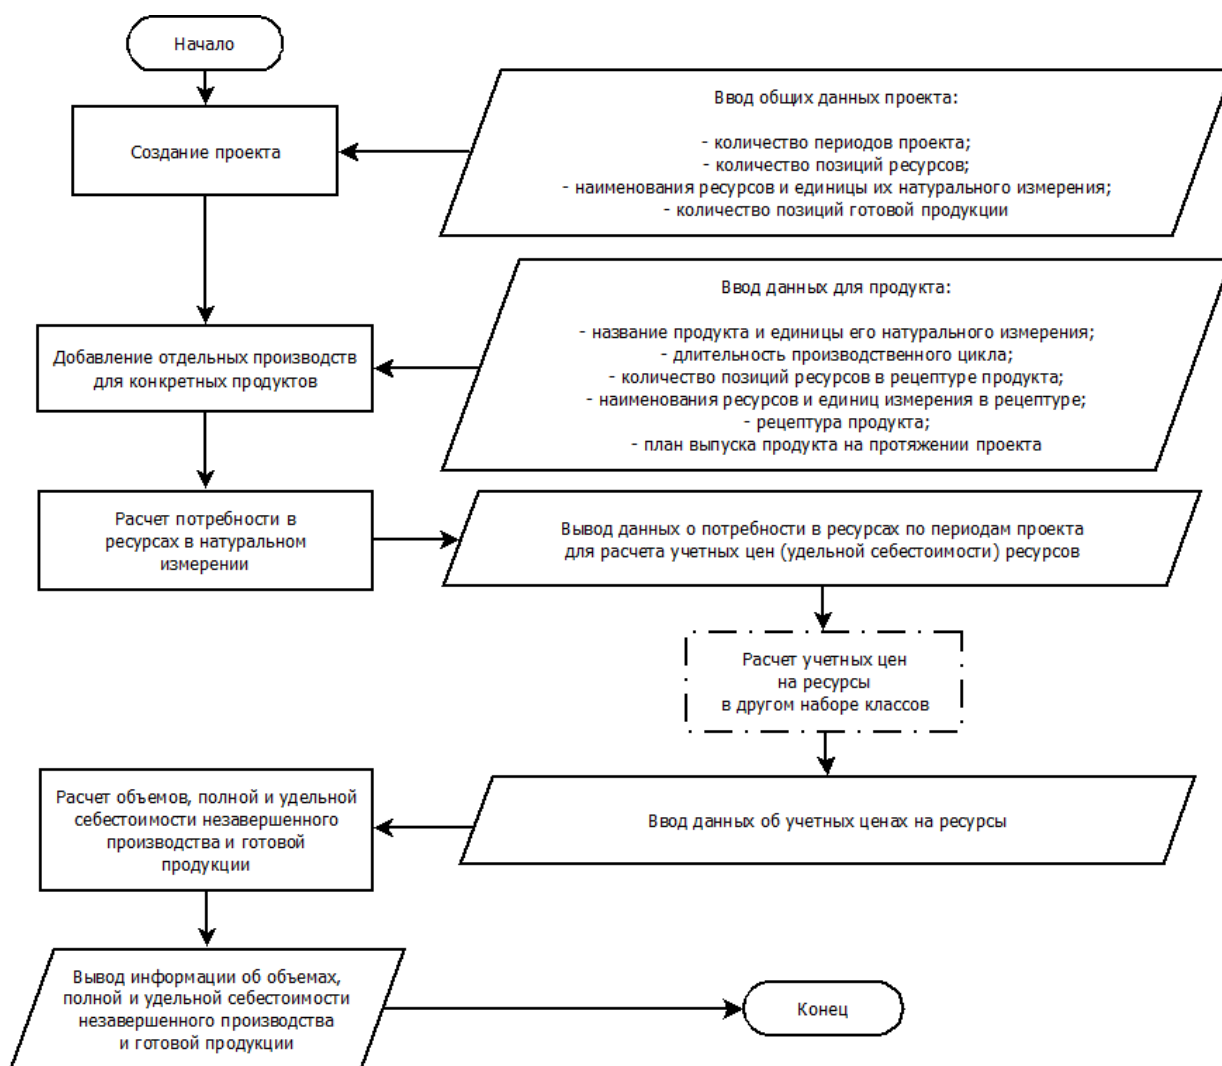 Начало
Ввод общих данных проекта:
- количество периодов проекта;
- количество позиций ресурсов;
- наименования ресурсов и единицы их натурального измерения;
- количество позиций готовой продукции
Создание проекта
Ввод данных для продукта:
- название продукта и единицы его натурального измерения;
- длительность производственного цикла;
- количество позиций ресурсов в рецептуре продукта;
- наименования ресурсов и единиц измерения в рецептуре;
- рецептура продукта;
- план выпуска продукта на протяжении проекта
Добавление отдельных производств
для конкретных продуктов
Расчет потребности в
ресурсах в натуральном
измерении
Вывод данных о потребности в ресурсах по периодам проекта
для расчета учетных цен (удельной себестоимости) ресурсов
Расчет учетных цен
на ресурсы
в другом наборе классов
Ввод данных об учетных ценах на ресурсы
Расчет объемов, полной и удельной
себестоимости незавершенного
производства и готовой
продукции
Вывод информации об объемах,
полной и удельной себестоимости
незавершенного производства
и готовой продукции
Конец